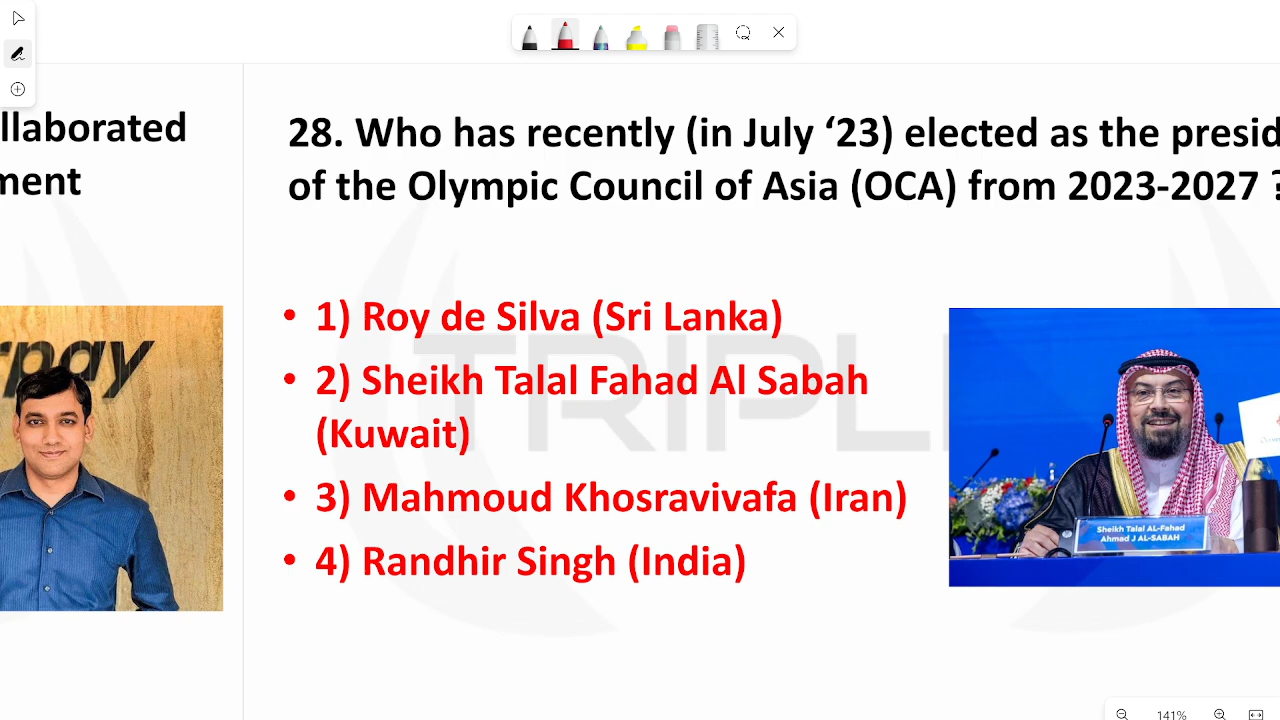 llaborated
ment
rpay
28. Who has recently (in July ‘23) elected as the presid
of the Olympic Council of Asia (OCA) from 2023-2027 ?
• 1) Roy de Silva (Sri Lanka)
• 2) Sheikh Talal Fahad Al Sabah
(Kuwait)
• 3) Mahmoud Khosravivafa (Iran)
• 4) Randhir Singh (India)
TRIPL
Sheikh Talal AL-Fahad
Ahmad J AL-SABAH
141%